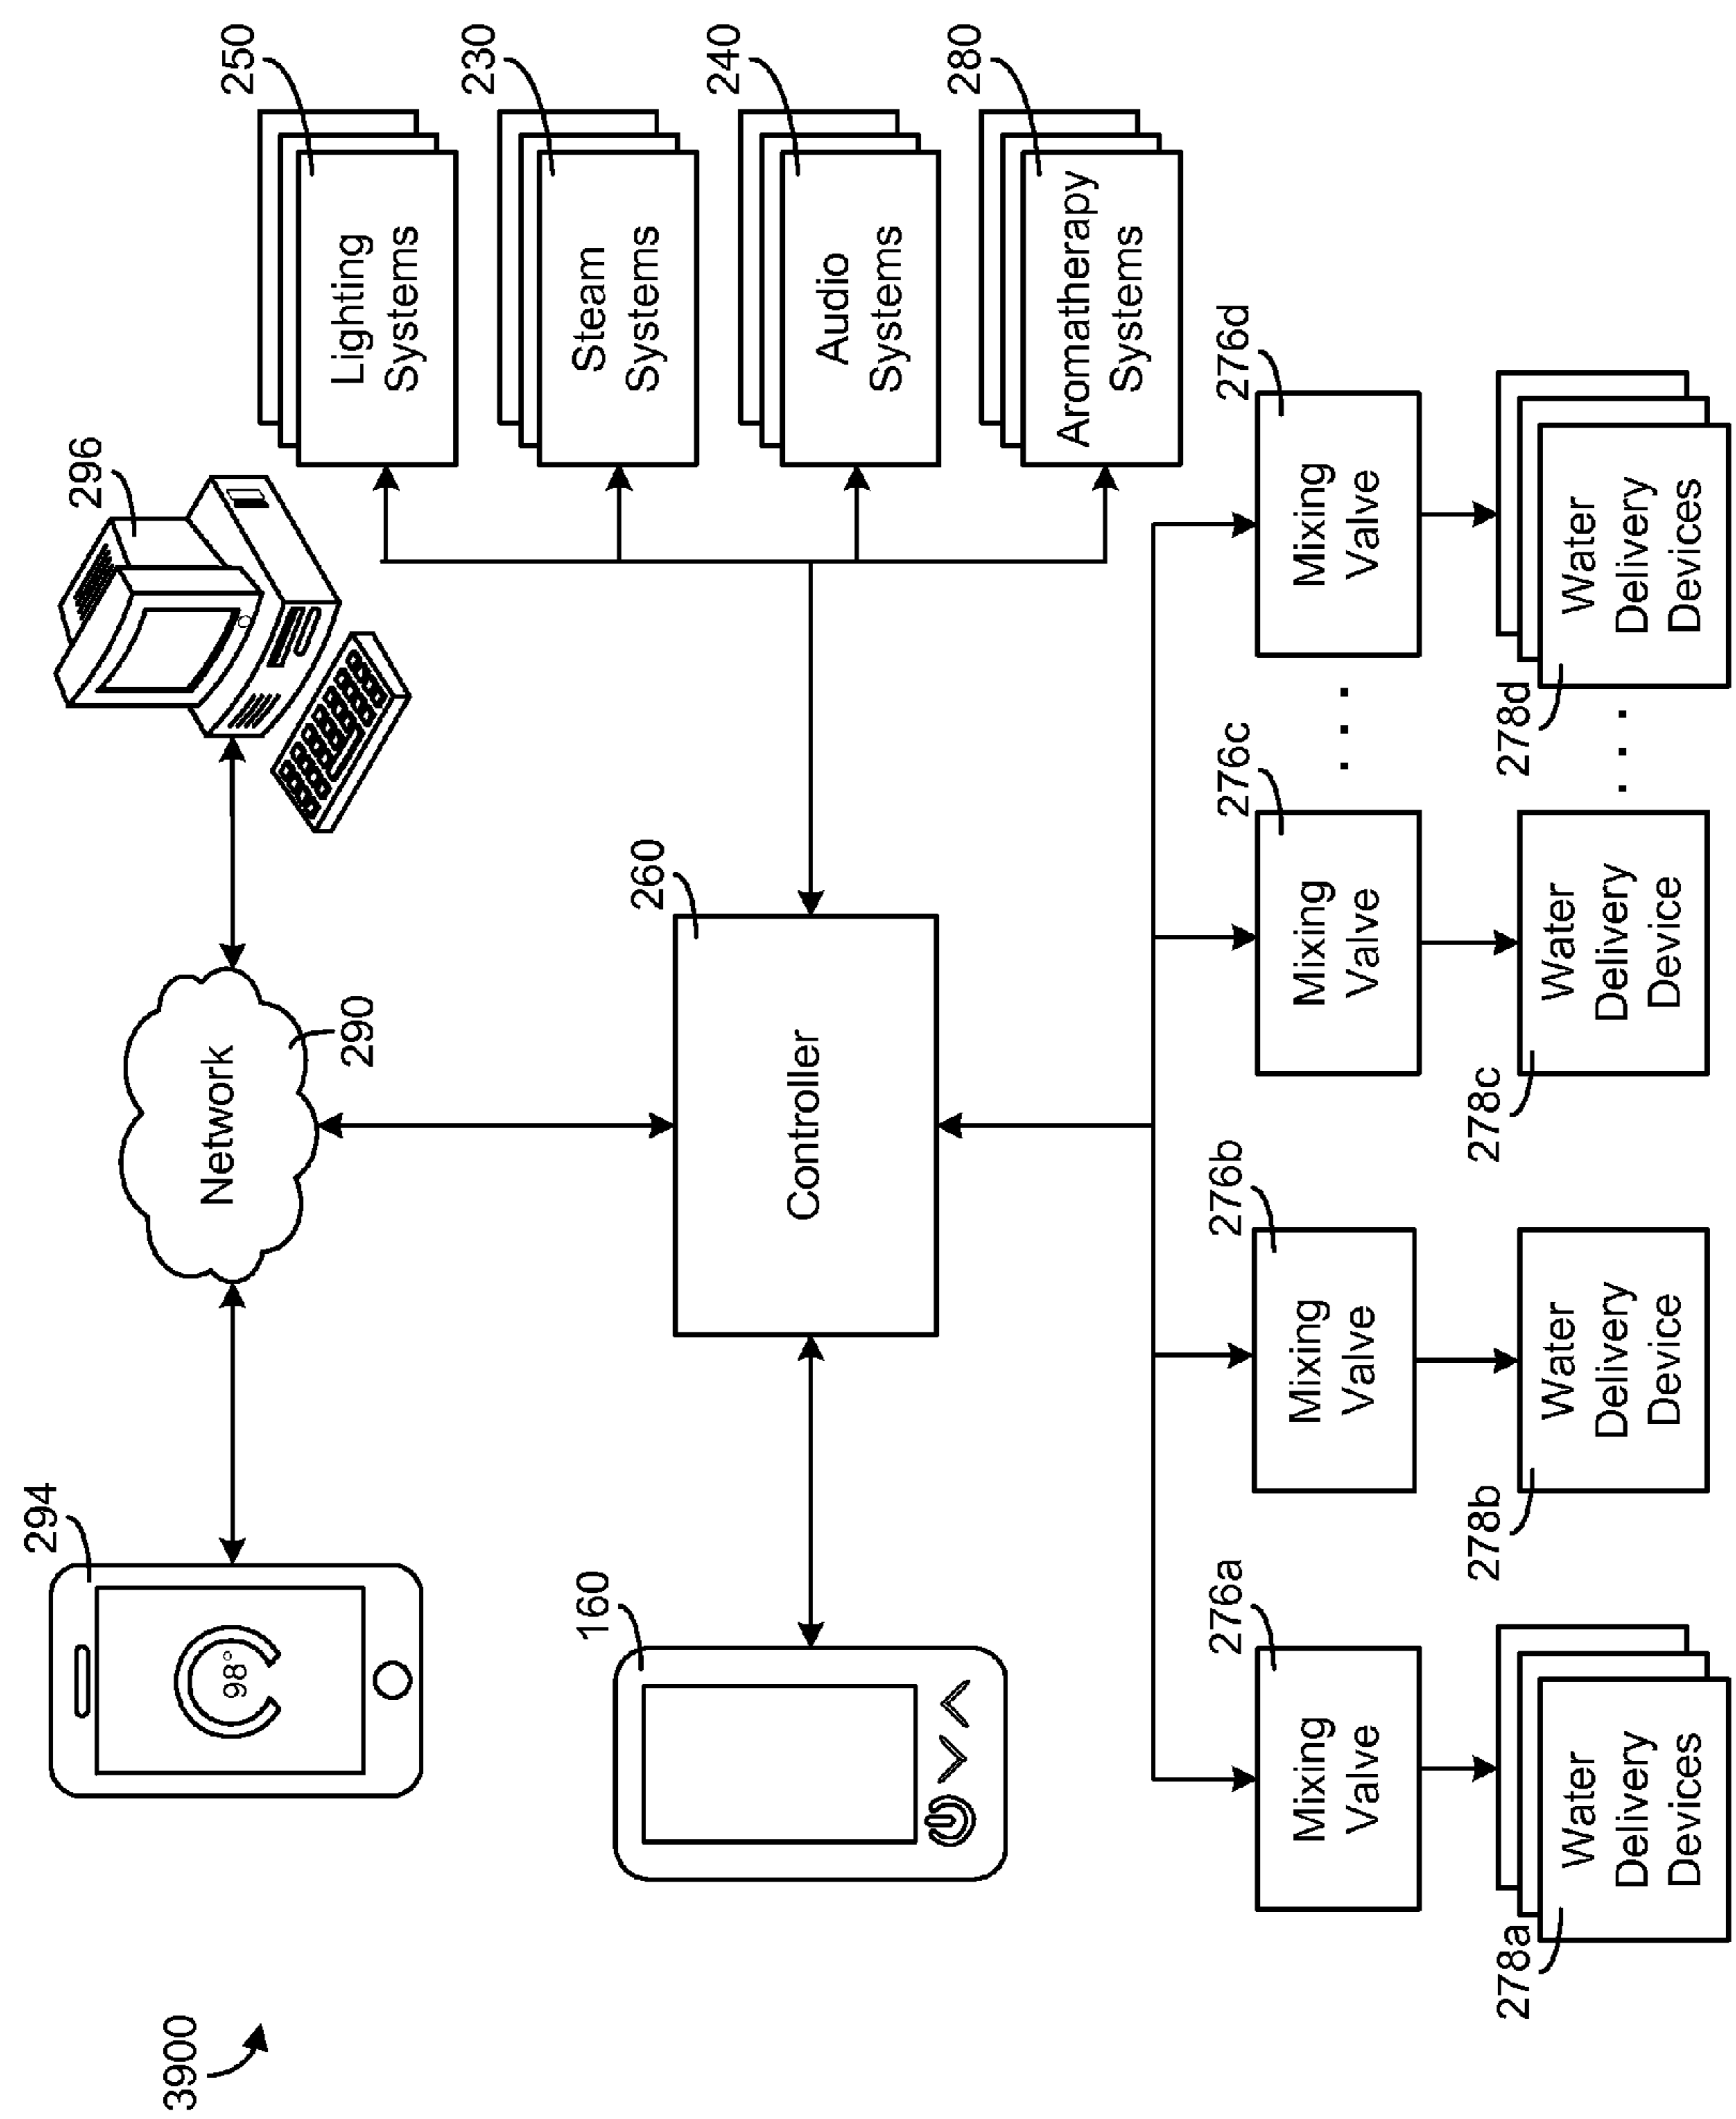 3900
294
98°
Network
290
296
250
Lighting
Systems
230
Steam
Systems
240
Audio
Systems
280
Aromatherapy
Systems
160
260
Controller
276a
Mixing
Valve
276b
Mixing
Valve
276c
Mixing
Valve
. . .
276d
Mixing
Valve
278a
Water
Delivery
Devices
278b
Water
Delivery
Device
278c
Water
Delivery
Device
. . .
278d
Water
Delivery
Devices